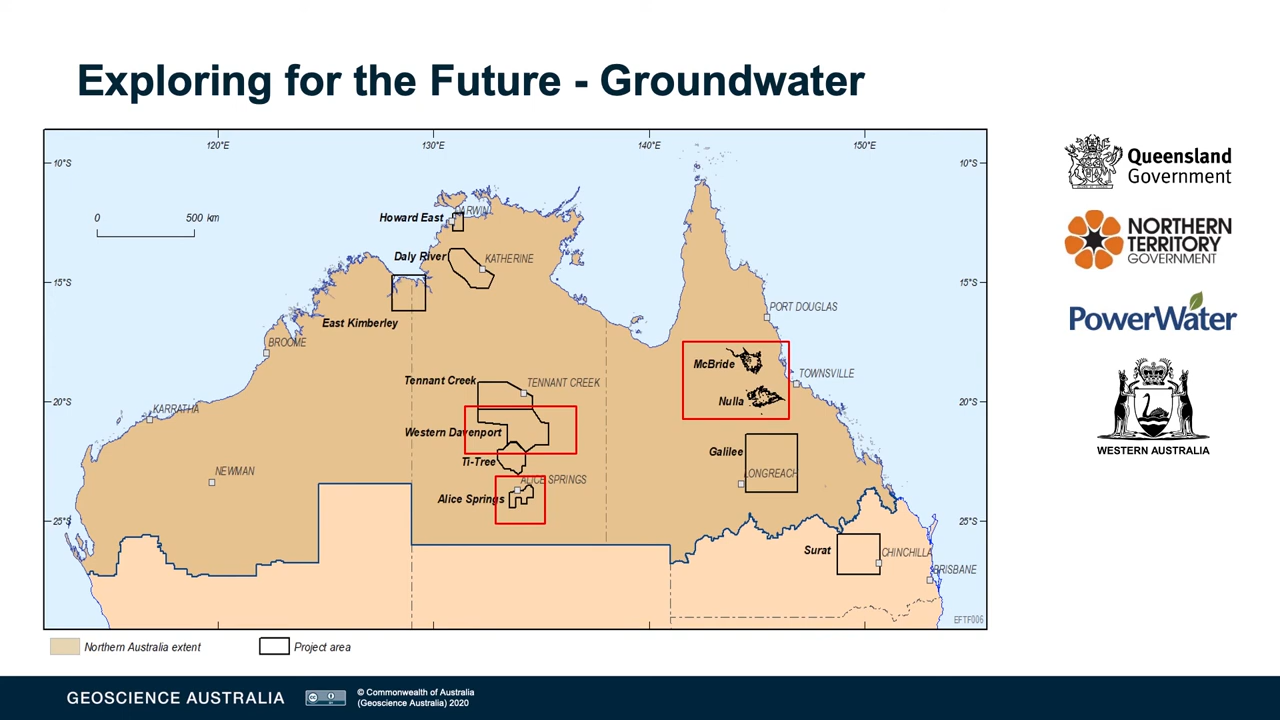 Exploring for the Future - Groundwater
120°E
130°E
140°E
150°E
10°S
10°S
15°S
15°S
20°S
20°S
25°S
25°S
0
500 km
Howard East
DARWIN
Daly River
KATHERINE
East Kimberley
BROOME
PORT DOUGLAS
McBride
TOWNSVILLE
Tennant Creek
TENNANT CREEK
Nulla
KARRATHA
Western Davenport
Ti-Tree
Galilee
LONGREACH
NEWMAN
ALICE SPRINGS
Alice Springs
Surat
CHINCHILLA
BRISBANE
EFTF006
Northern Australia extent
Project area
Queensland
Government
NORTHERN
TERRITORY
GOVERNMENT
PowerWater
WESTERN AUSTRALIA
GEOSCIENCE AUSTRALIA
© Commonwealth of Australia
(Geoscience Australia) 2020